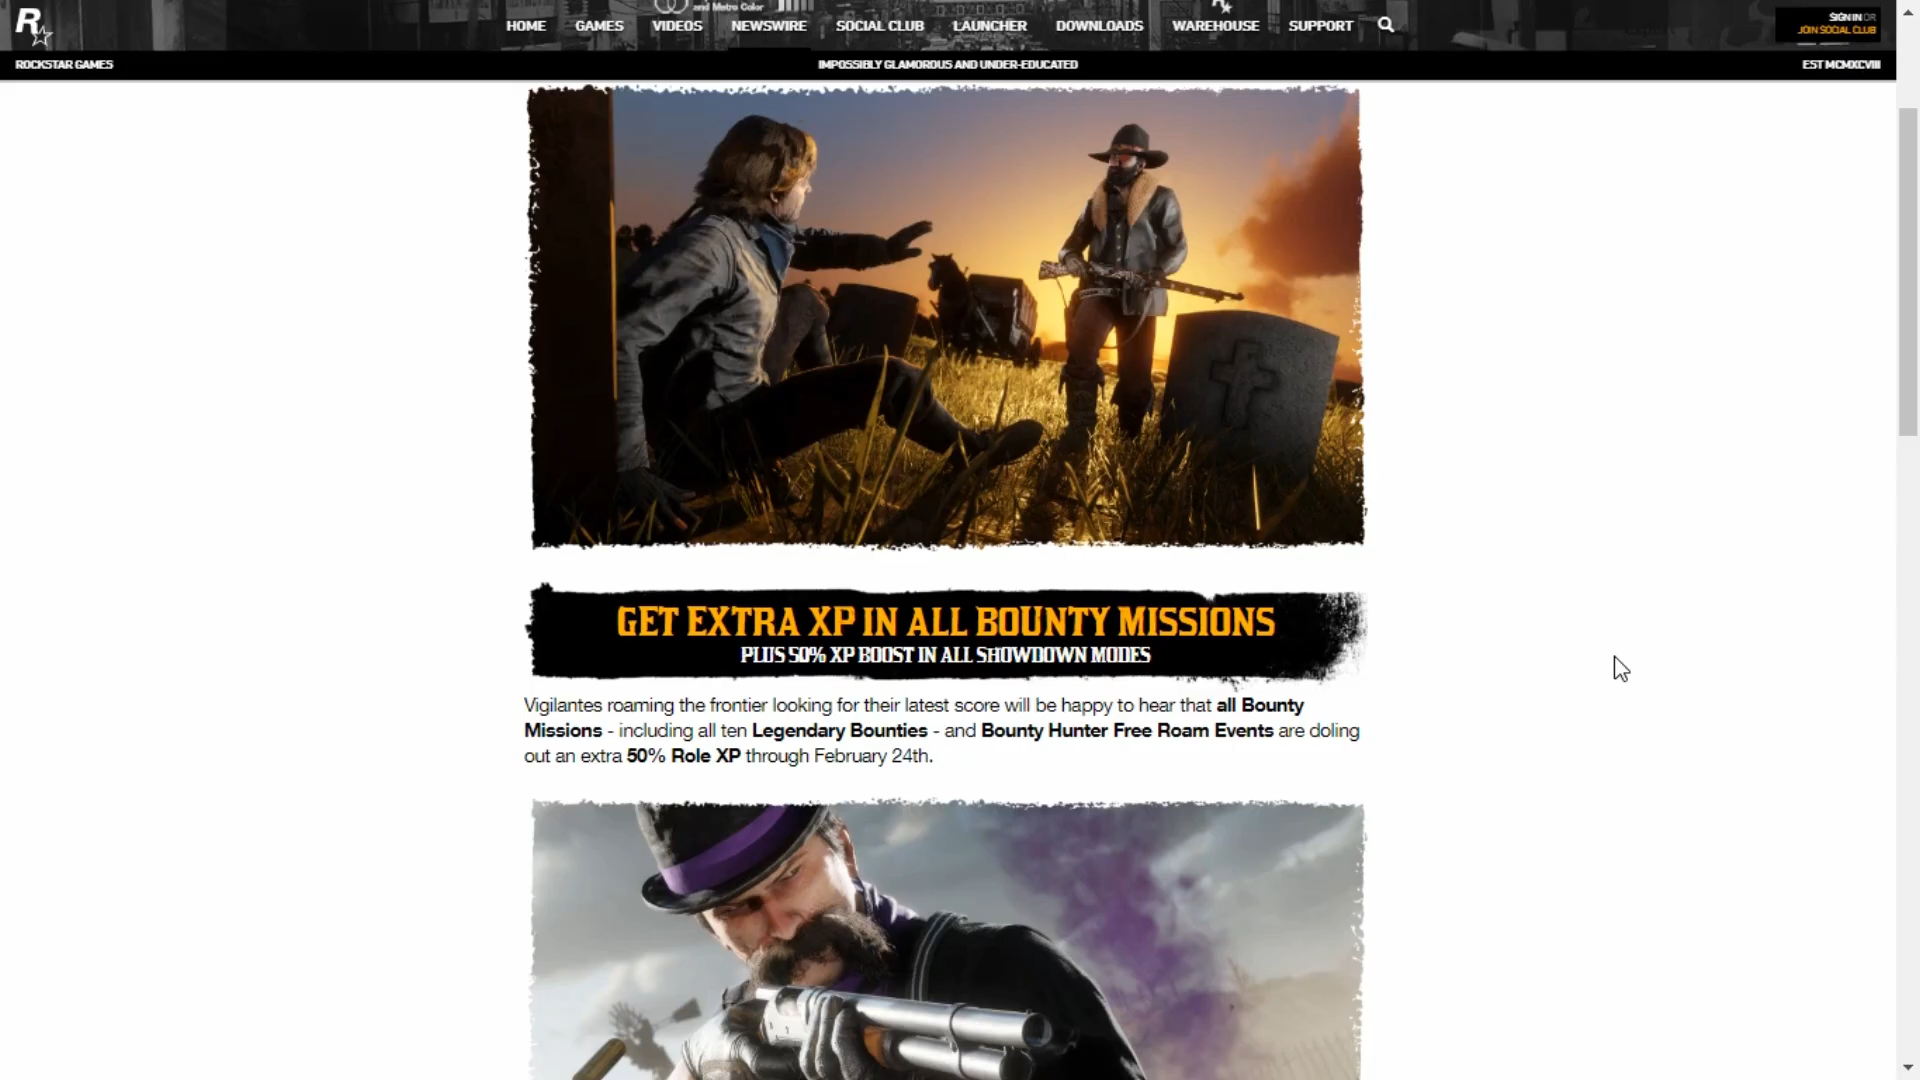 and Metro Color
R
HOME GAMES VIDEOS NEWSWIRE SOCIAL CLUB LAUNCHER DOWNLOADS WAREHOUSE SUPPORT
SIGN IN OR
JOIN SOCIAL CLUB
ROCKSTAR GAMES IMPOSSIBLY GLAMOROUS AND UNDER-EDUCATED EST MCMXCVIII
GET EXTRA XP IN ALL BOUNTY MISSIONS
PLUS 50% XP BOOST IN ALL SHOWDOWN MODES
Vigilantes roaming the frontier looking for their latest score will be happy to hear that all Bounty
Missions - including all ten Legendary Bounties - and Bounty Hunter Free Roam Events are doling
out an extra 50% Role XP through February 24th.